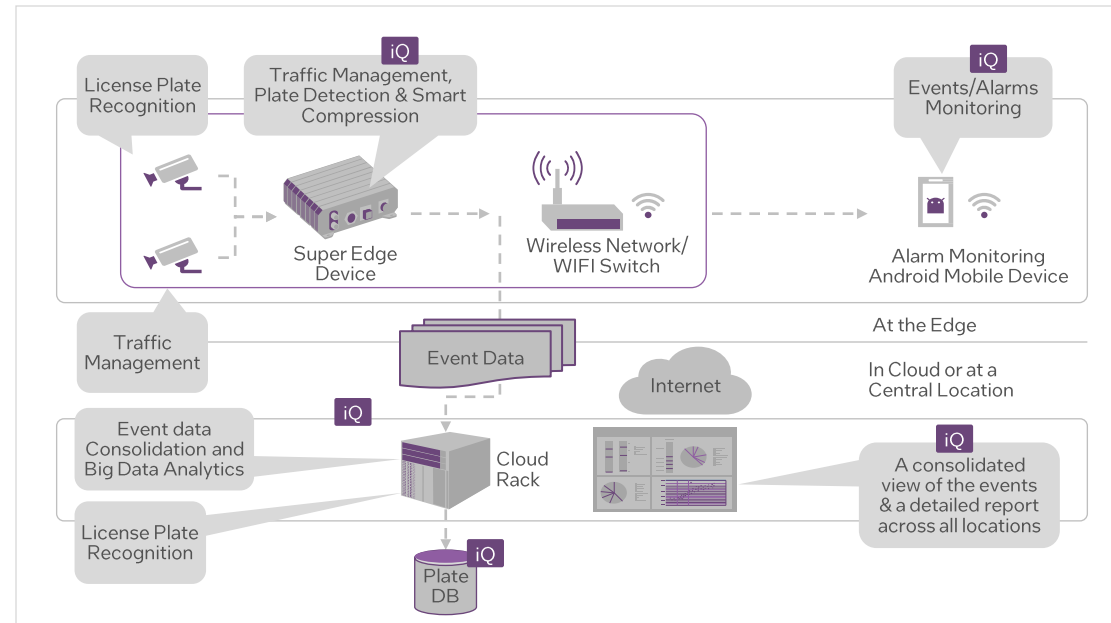 iQ
License Plate
Recognition
Traffic Management,
Plate Detection & Smart
Compression
iQ
Events/Alarms
Monitoring
Super Edge
Device
Wireless Network/
WIFI Switch
Alarm Monitoring
Android Mobile Device
Traffic
Management
At the Edge
Event Data
Internet
In Cloud or at a
Central Location
iQ
Event data
Consolidation and
Big Data Analytics
Cloud
Rack
iQ
A consolidated
view of the events
& a detailed report
across all locations
License Plate
Recognition
iQ
Plate
DB